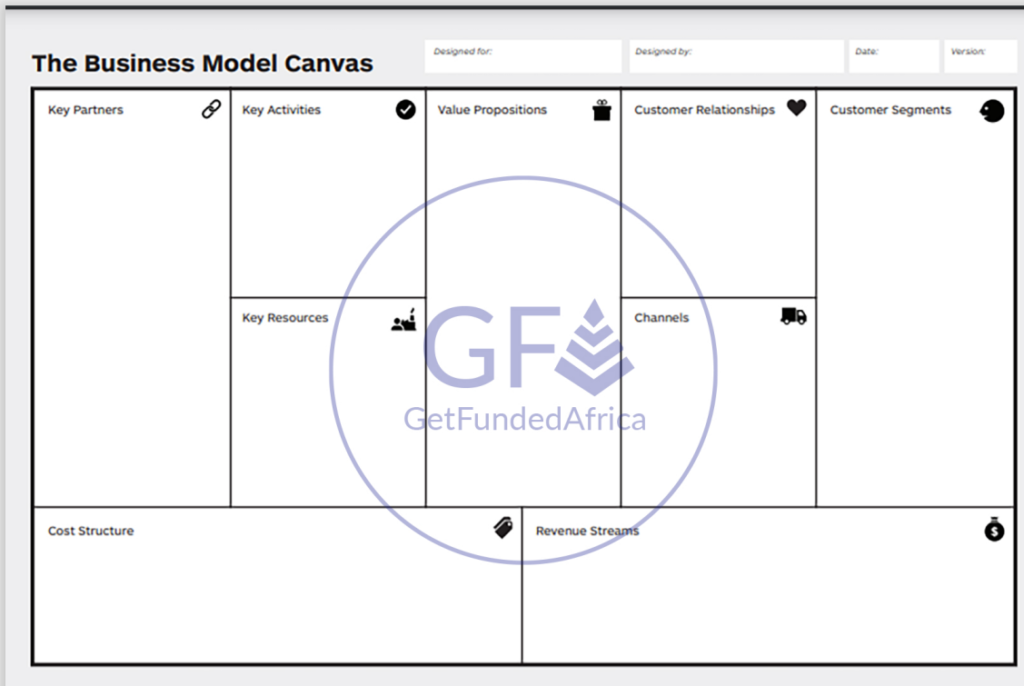 The Business Model Canvas
Designed for:
Designed by:
Date:
Version:
Key Partners
Key Activities
Value Propositions
Customer Relationships
Customer Segments
Key Resources
Channels
GF
GetFundedAfrica
Cost Structure
Revenue Streams
$